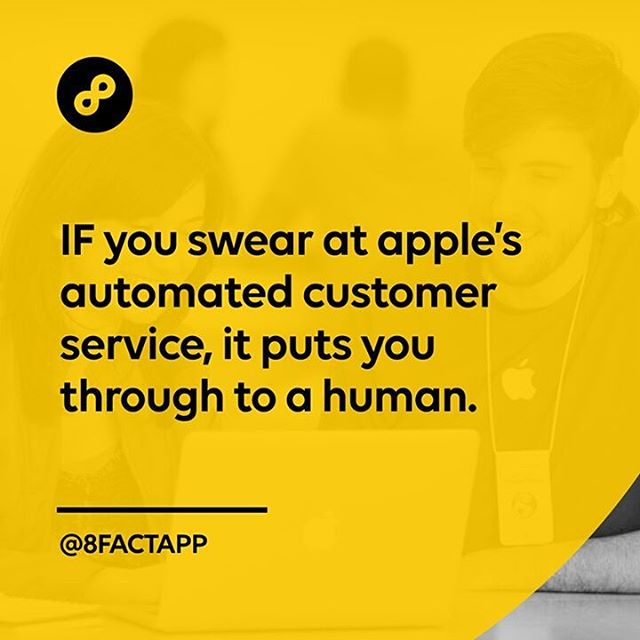 IF you swear at apple's
automated customer
service, it puts you
through to a human.
@8FACTAPP